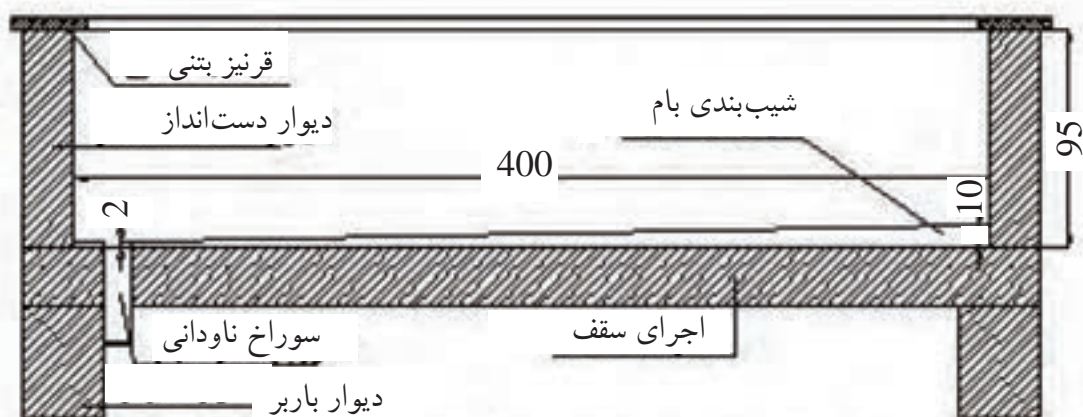 قرنیز بتنی
شیب‌بندی بام
دیوار دست‌انداز
95
400
10
2
سوراخ ناودانی
اجرای سقف
دیوار باربر